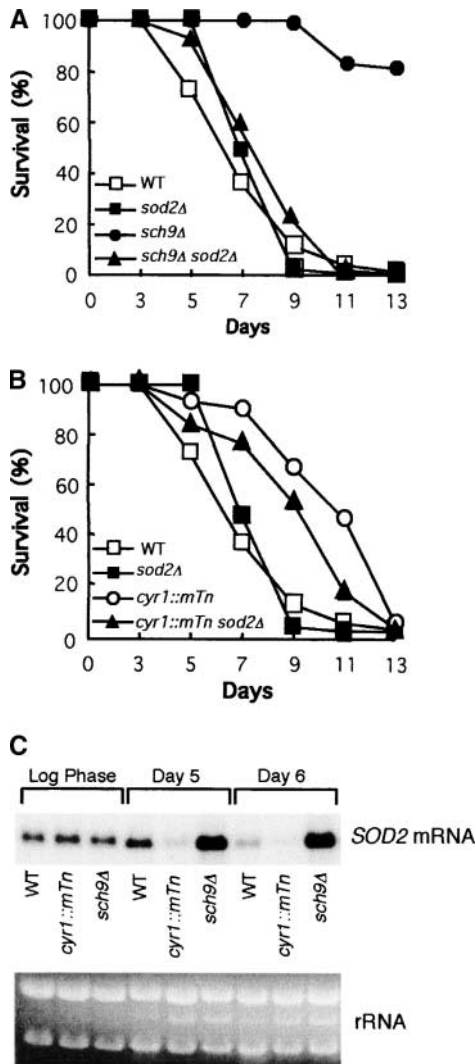 A
Survival (%)
100
80
60
40
20
0
WT
sod2Δ
sch9Δ
sch9Δ sod2Δ
0 3 5 7 9 11 13
Days
B
Survival (%)
100
80
60
40
20
0
WT
sod2Δ
cyr1::mTn
cyr1::mTn sod2Δ
0 3 5 7 9 11 13
Days
C
Log Phase Day 5 Day 6
SOD2 mRNA
WT cyr1::mTn sch9Δ WT cyr1::mTn sch9Δ WT cyr1::mTn sch9Δ
rRNA